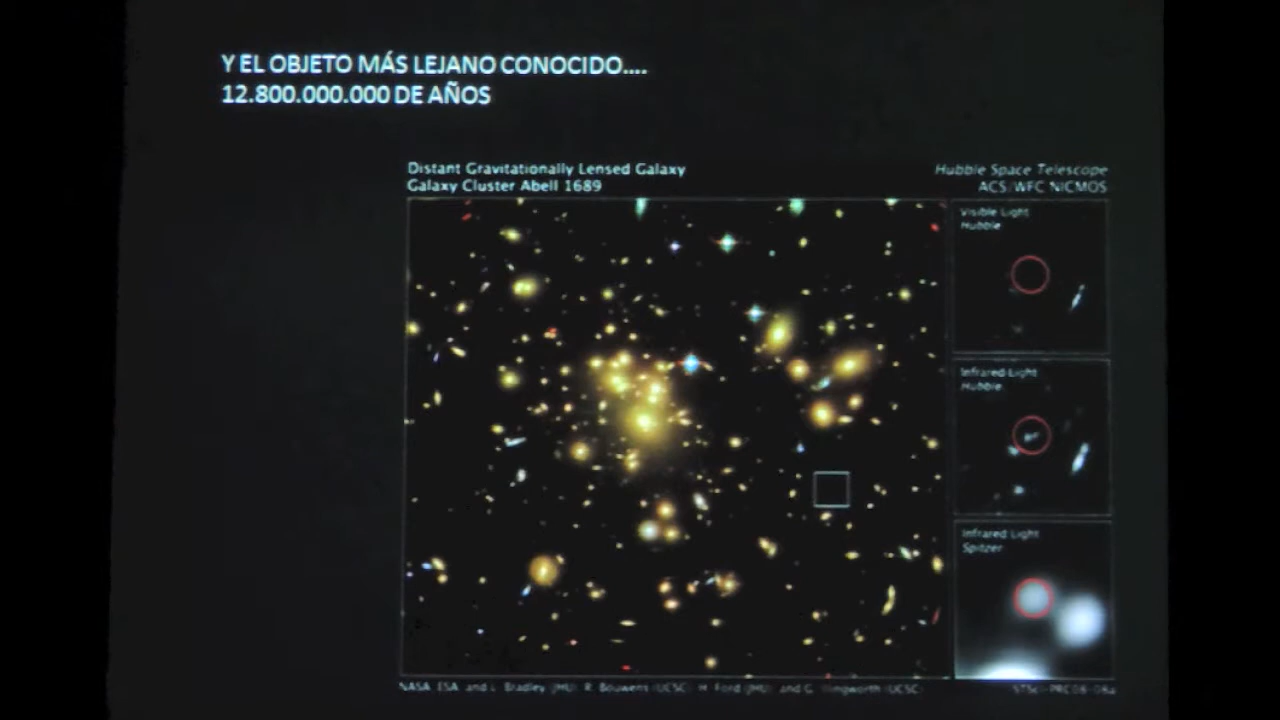 Y EL OBJETO MÁS LEJANO CONOCIDO....
12.800.000.000 DE AÑOS
Distant Gravitationally Lensed Galaxy
Galaxy Cluster Abell 1689
Hubble Space Telescope
ACS/WFC NICMOS
Visible Light
Hubble
Infrared Light
Hubble
Infrared Light
Spitzer
NASA, ESA, and L. Bradley (JHU), R. Bouwens (UCSC), H. Ford (JHU), and G. Illingworth (UCSC)
STScI-PRC08-08a